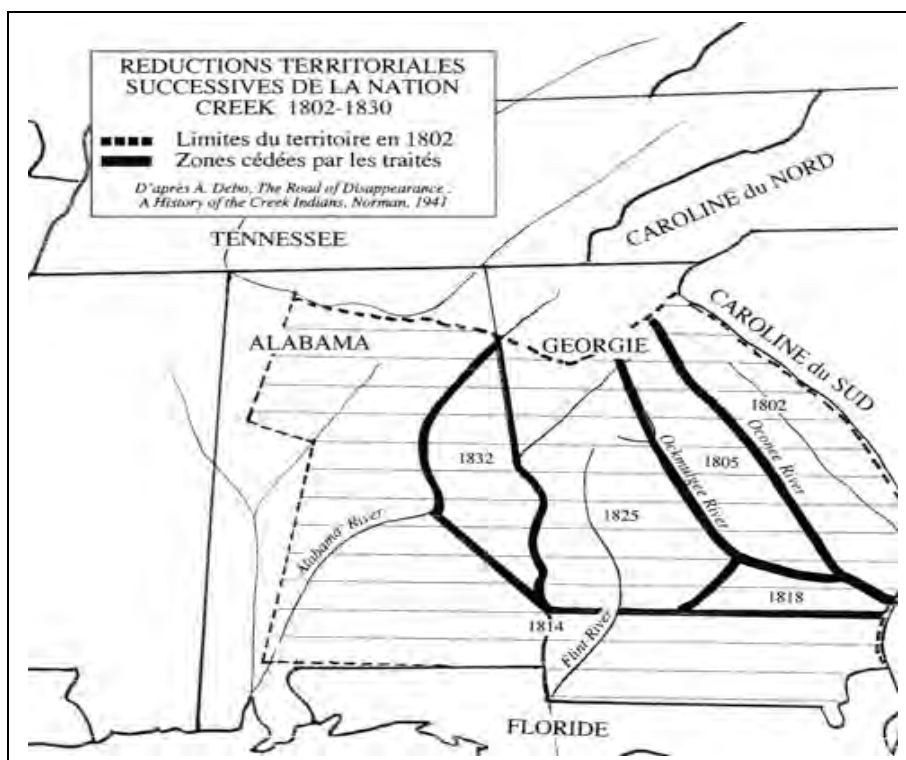 REDUCTIONS TERRITORIALES
SUCCESSIVES DE LA NATION
CREEK 1802-1830
Limites du territoire en 1802
Zones cédées par les traités
D'après A. Debo, The Road of Disappearance .
A History of the Creek Indians, Norman, 1941
TENNESSEE
CAROLINE du NORD
ALABAMA
GEORGIE
CAROLINE du SUD
1802
Oconee River
1805
Ockmulgee River
1832
1825
Alabama River
1818
1814
Flint River
FLORIDE